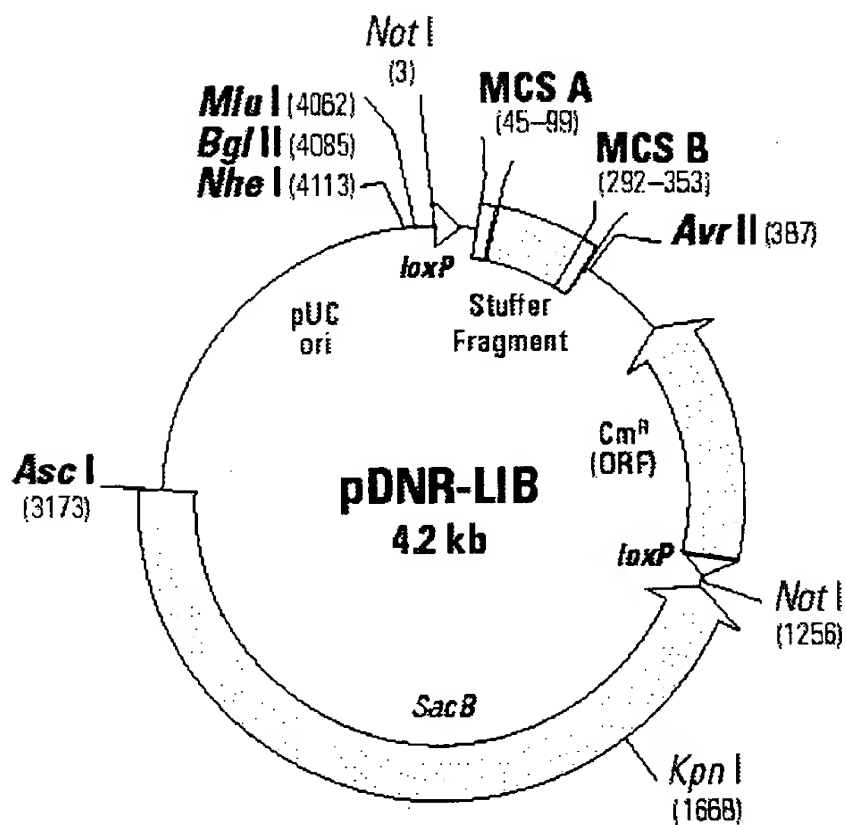 Not I
(3)
Mlu I (4062)
Bgl II (4085)
Nhe I (4113)
MCS A
(45–99)
MCS B
(292–353)
Avr II (387)
loxP
Stuffer
Fragment
pUC
ori
CmR
(ORF)
Asc I
(3173)
pDNR-LIB
4.2 kb
loxP
Not I
(1256)
SacB
Kpn I
(1668)